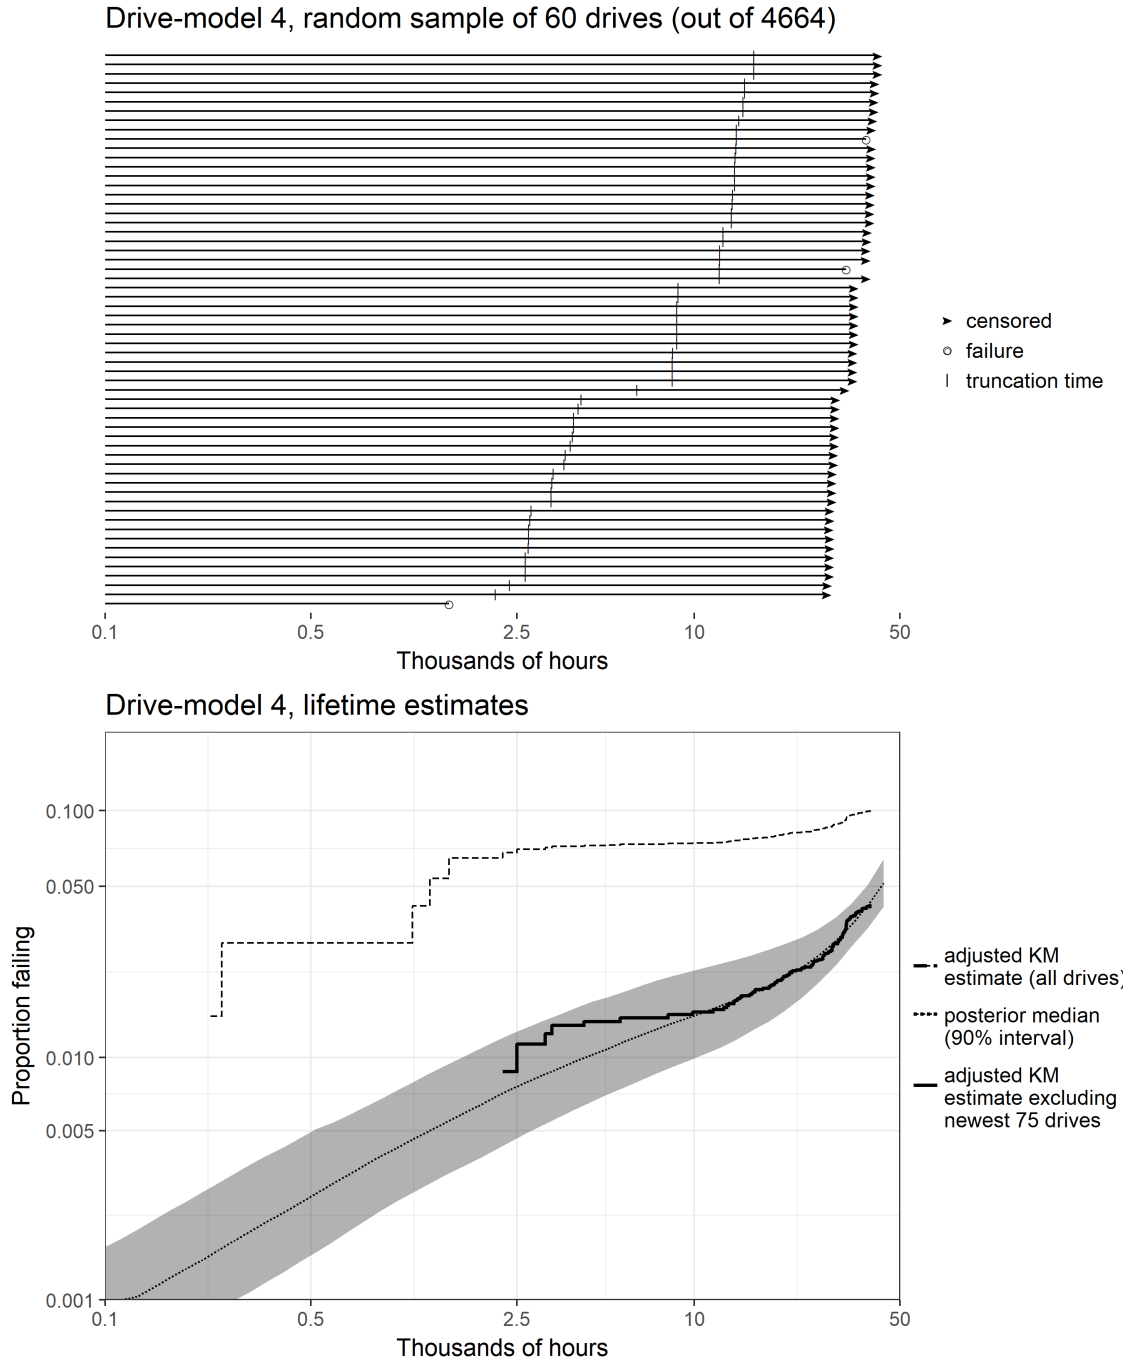 Drive-model 4, random sample of 60 drives (out of 4664)
censored
failure
truncation time
0.1 0.5 2.5 10 50
Thousands of hours
Drive-model 4, lifetime estimates
0.100
0.050
0.010
0.005
0.001
Proportion failing
adjusted KM
estimate (all drives)
posterior median
(90% interval)
adjusted KM
estimate excluding
newest 75 drives
0.1 0.5 2.5 10 50
Thousands of hours